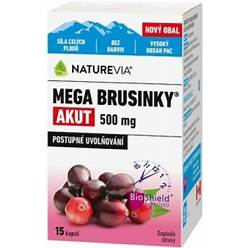 NOVÝ OBAL
SÍLA CELÝCH
PLODŮ
BEZ
BARVIV
VYSOKÝ
OBSAH PAC
NATUREVIA®
MEGA BRUSINKY®
AKUT 500 mg
POSTUPNÉ UVOLŇOVÁNÍ
BioShield
15 kapslí
Doplněk
stravy